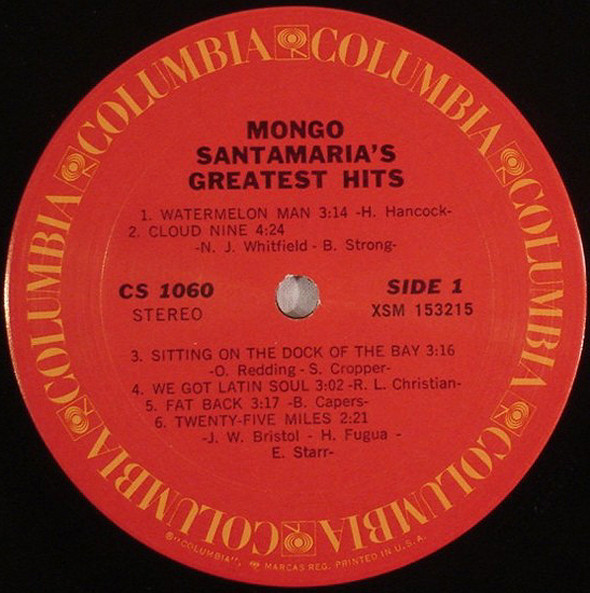 COLUMBIA COLUMBIA COLUMBIA COLUMBIA COLUMBIA COLUMBIA
MONGO
SANTAMARIA'S
GREATEST HITS
1. WATERMELON MAN 3:14 -H. Hancock-
2. CLOUD NINE 4:24
-N. J. Whitfield - B. Strong-
CS 1060
STEREO
SIDE 1
XSM 153215
3. SITTING ON THE DOCK OF THE BAY 3:16
-O. Redding - S. Cropper-
4. WE GOT LATIN SOUL 3:02 -R. L. Christian-
5. FAT BACK 3:17 -B. Capers-
6. TWENTY-FIVE MILES 2:21
-J. W. Bristol - H. Fugua -
E. Starr-
®"COLUMBIA", MARCAS REG. PRINTED IN U.S.A.